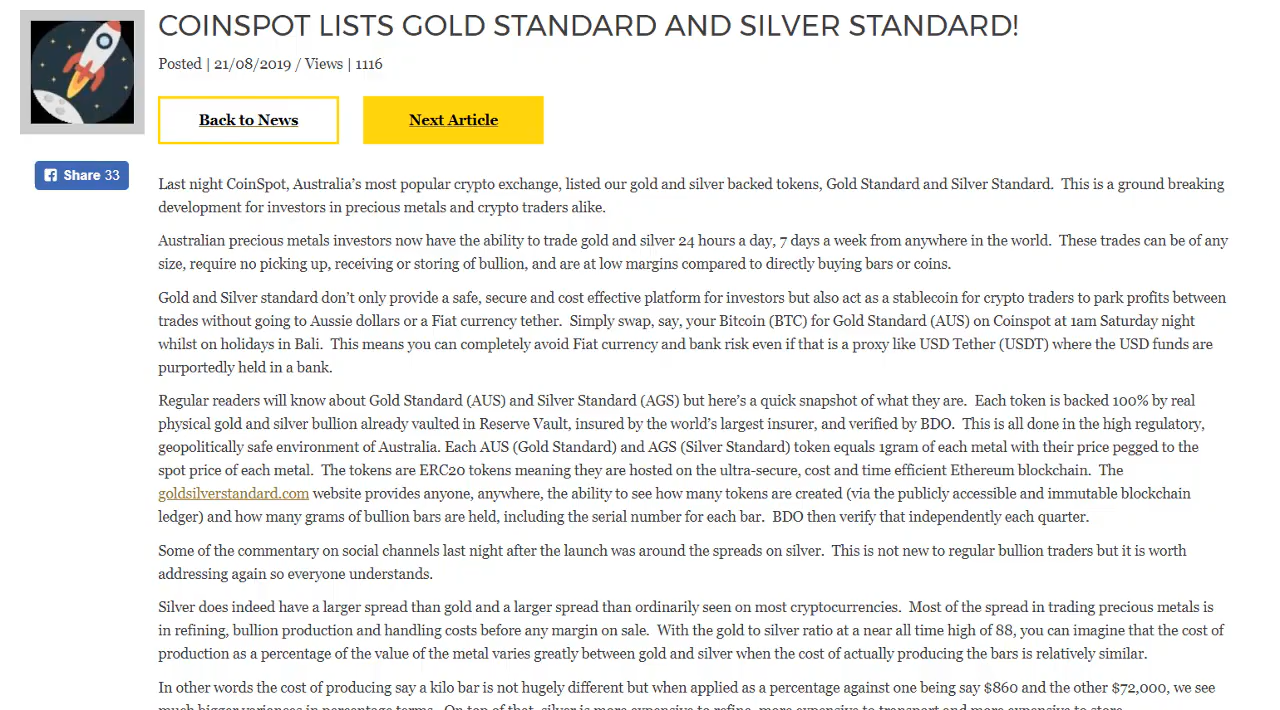 COINSPOT LISTS GOLD STANDARD AND SILVER STANDARD!
Posted | 21/08/2019 / Views | 1116
Back to News
Next Article
Share 33
Last night CoinSpot, Australia’s most popular crypto exchange, listed our gold and silver backed tokens, Gold Standard and Silver Standard.  This is a ground breaking
development for investors in precious metals and crypto traders alike.
Australian precious metals investors now have the ability to trade gold and silver 24 hours a day, 7 days a week from anywhere in the world.  These trades can be of any
size, require no picking up, receiving or storing of bullion, and are at low margins compared to directly buying bars or coins.
Gold and Silver standard don’t only provide a safe, secure and cost effective platform for investors but also act as a stablecoin for crypto traders to park profits between
trades without going to Aussie dollars or a Fiat currency tether.  Simply swap, say, your Bitcoin (BTC) for Gold Standard (AUS) on Coinspot at 1am Saturday night
whilst on holidays in Bali.  This means you can completely avoid Fiat currency and bank risk even if that is a proxy like USD Tether (USDT) where the USD funds are
purportedly held in a bank.
Regular readers will know about Gold Standard (AUS) and Silver Standard (AGS) but here’s a quick snapshot of what they are.  Each token is backed 100% by real
physical gold and silver bullion already vaulted in Reserve Vault, insured by the world’s largest insurer, and verified by BDO.  This is all done in the high regulatory,
geopolitically safe environment of Australia. Each AUS (Gold Standard) and AGS (Silver Standard) token equals 1gram of each metal with their price pegged to the
spot price of each metal.  The tokens are ERC20 tokens meaning they are hosted on the ultra-secure, cost and time efficient Ethereum blockchain.  The
goldsilverstandard.com website provides anyone, anywhere, the ability to see how many tokens are created (via the publicly accessible and immutable blockchain
ledger) and how many grams of bullion bars are held, including the serial number for each bar.  BDO then verify that independently each quarter.
Some of the commentary on social channels last night after the launch was around the spreads on silver.  This is not new to regular bullion traders but it is worth
addressing again so everyone understands.
Silver does indeed have a larger spread than gold and a larger spread than ordinarily seen on most cryptocurrencies.  Most of the spread in trading precious metals is
in refining, bullion production and handling costs before any margin on sale.  With the gold to silver ratio at a near all time high of 88, you can imagine that the cost of
production as a percentage of the value of the metal varies greatly between gold and silver when the cost of actually producing the bars is relatively similar.
In other words the cost of producing say a kilo bar is not hugely different but when applied as a percentage against one being say $860 and the other $72,000, we see
much bigger variances in percentage terms.  On top of that, silver is more expensive to refine, more expensive to transport and more expensive to store.